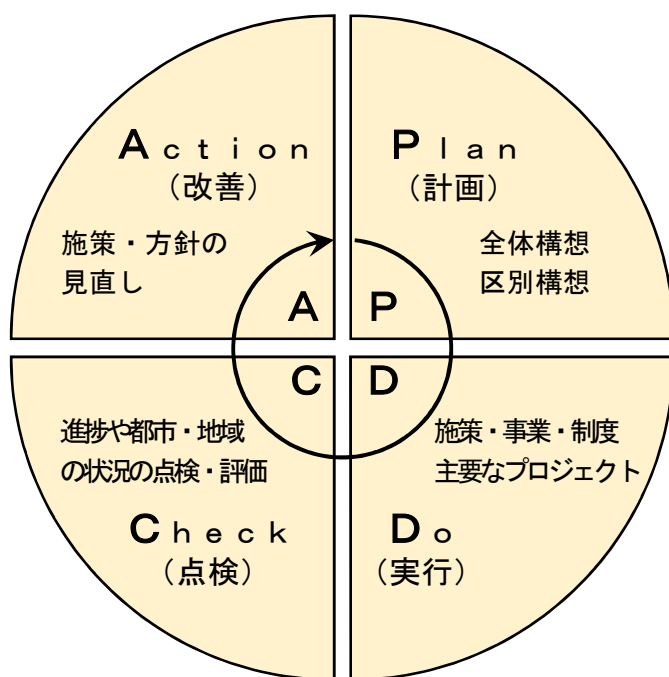 Action
(改善)
施策・方針の
見直し
A
Plan
(計画)
全体構想
区別構想
P
C
進捗や都市・地域
の状況の点検・評価
Check
(点検)
D
施策・事業・制度
主要なプロジェクト
Do
(実行)